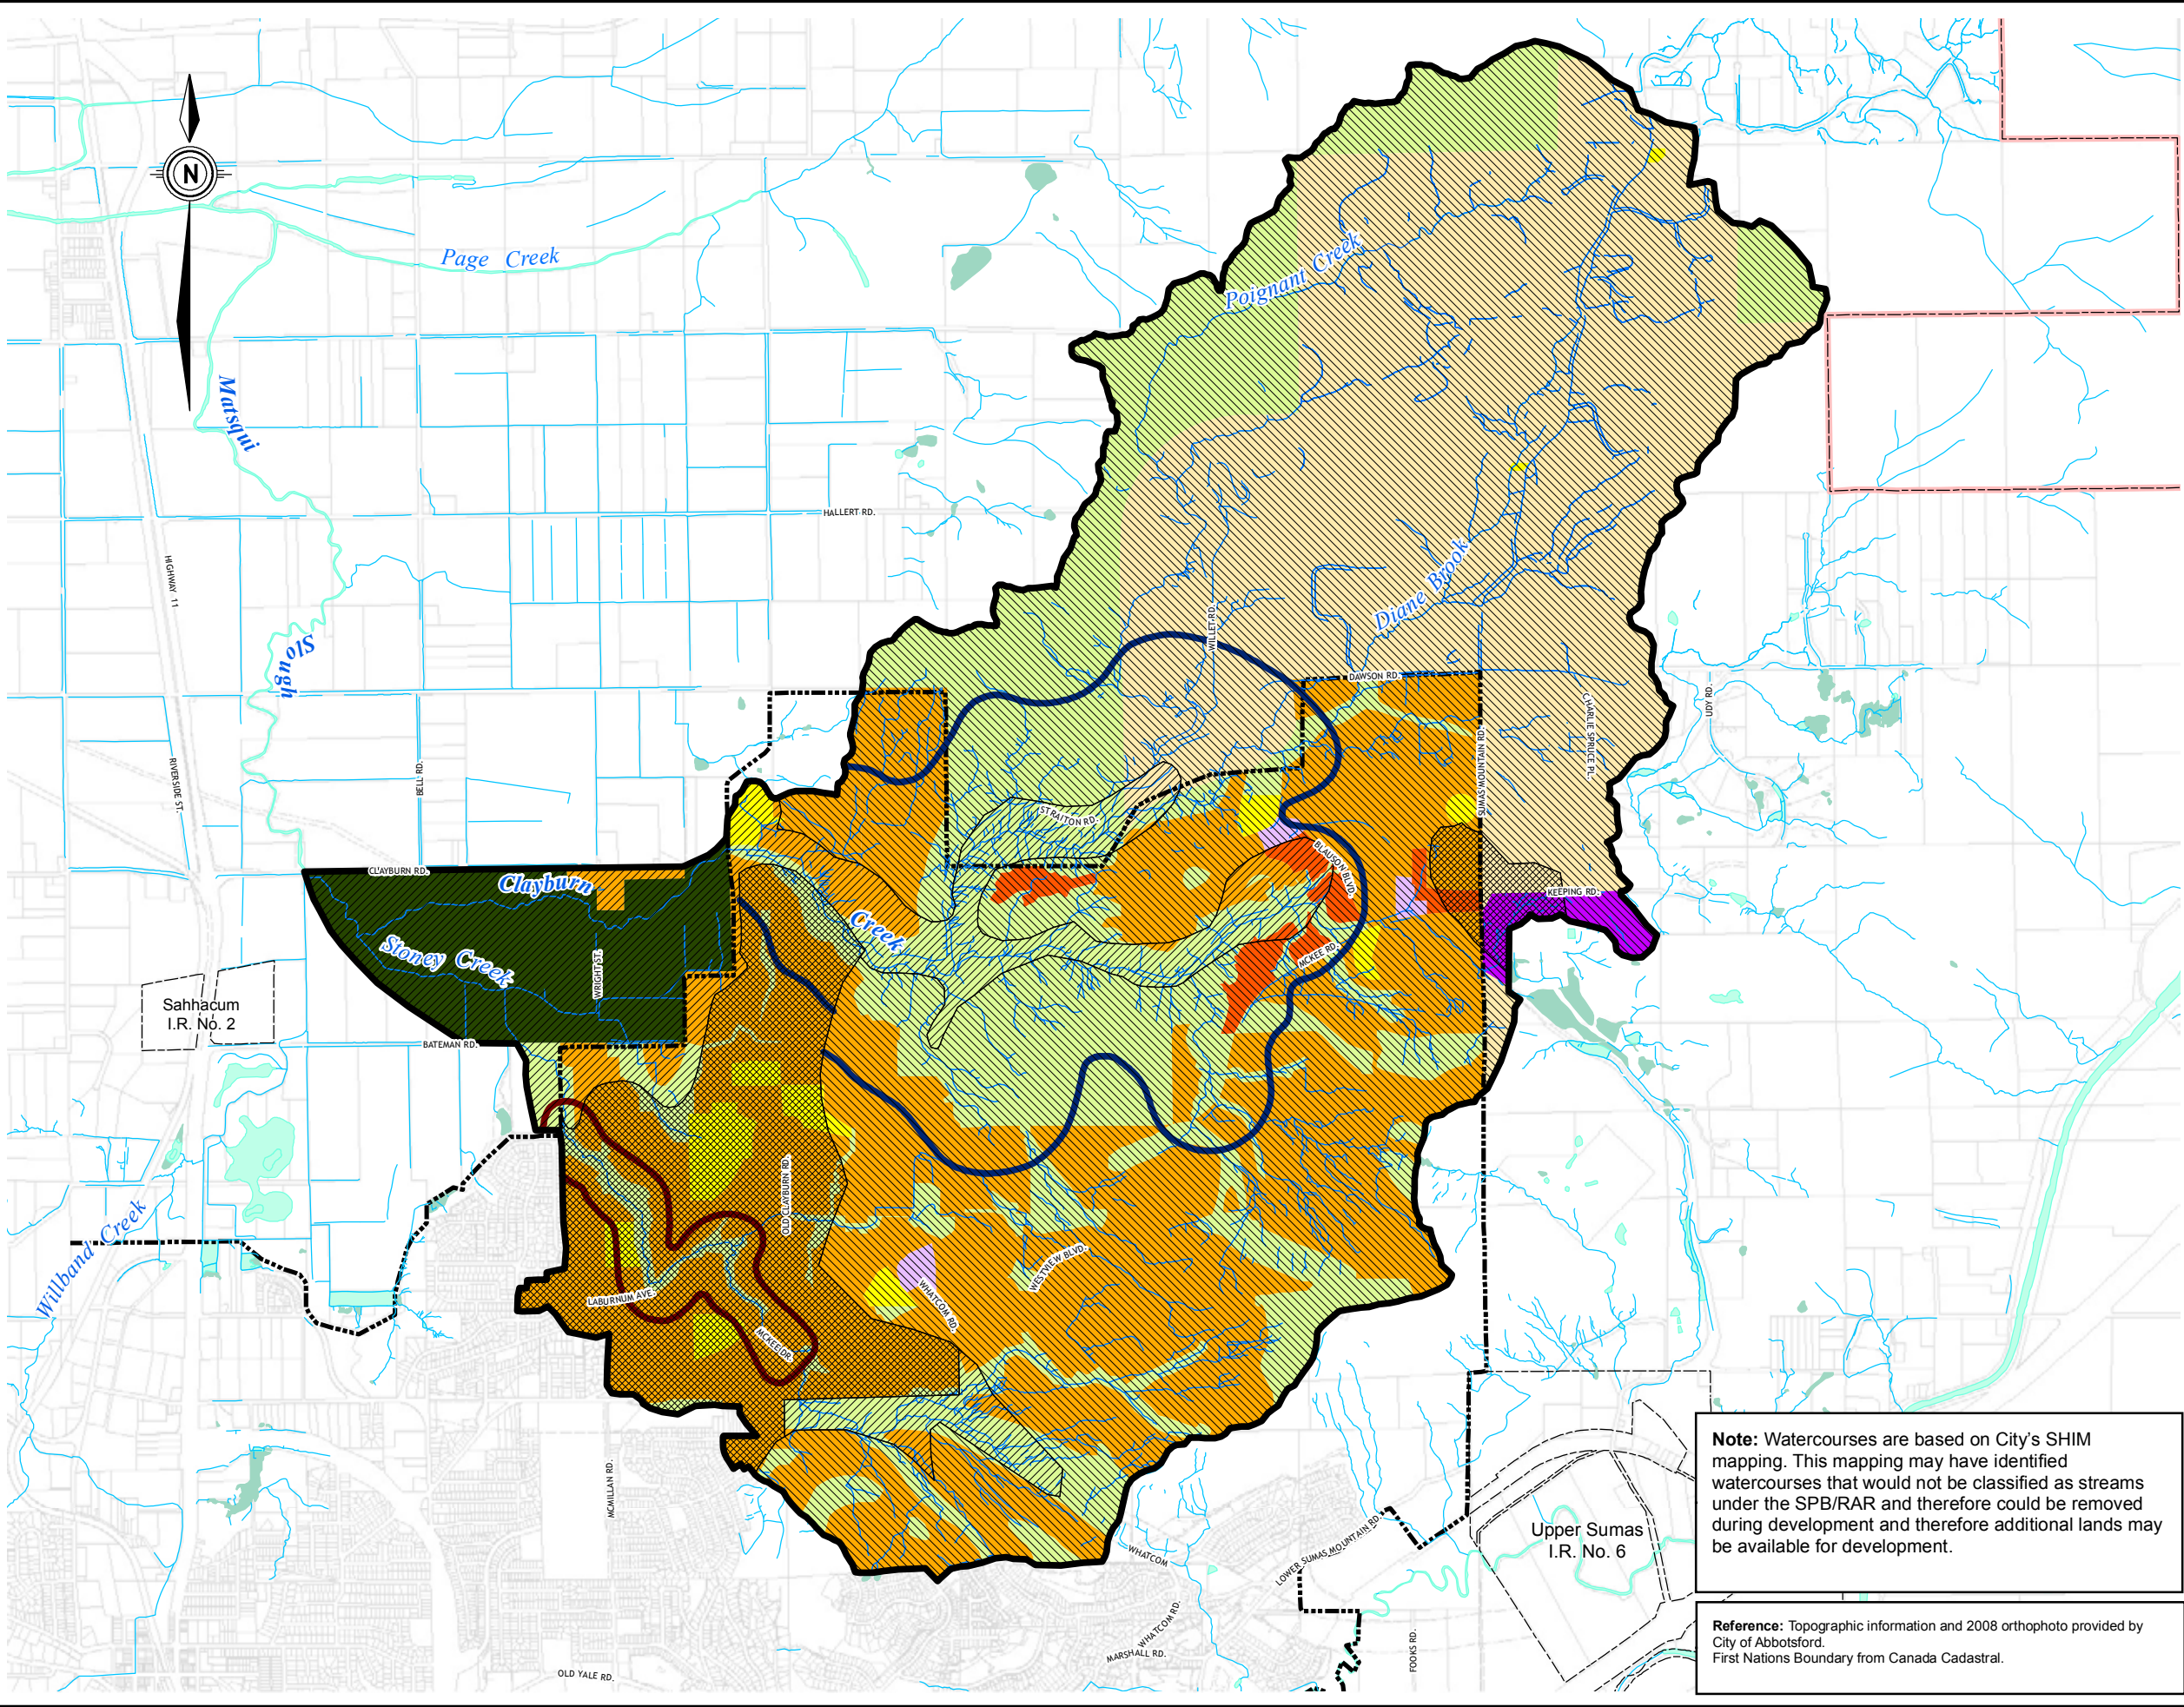 N
Page Creek
Poignant Creek
Matsqui
HALLERT RD.
HIGHWAY 11
Diane Brook
WILLET RD.
Slough
DAWSON RD.
CHARLIE SPRUCE PL.
UDY RD.
SUMAS MOUNTAIN RD.
RIVERSIDE ST.
BELL RD.
STRAITON RD.
BLAUSON BLVD.
CLAYBURN RD.
Clayburn
KEEPING RD.
Creek
Stoney Creek
WRIGHT ST.
MCKEE RD.
Sahhacum
I.R. No. 2
BATEMAN RD.
OLD CLAYBURN RD.
Willband Creek
WESTVIEW BLVD.
LABURNUM AVE.
WHATCOM RD.
MCKEE DR.
MCMILLAN RD.
Note: Watercourses are based on City's SHIM
mapping. This mapping may have identified
watercourses that would not be classified as streams
under the SPB/RAR and therefore could be removed
during development and therefore additional lands may
be available for development.
LOWER SUMAS MOUNTAIN RD.
Upper Sumas
I.R. No. 6
WHATCOM
WHATCOM RD.
MARSHALL RD.
FOOKS RD.
OLD YALE RD.
Reference: Topographic information and 2008 orthophoto provided by
City of Abbotsford.
First Nations Boundary from Canada Cadastral.